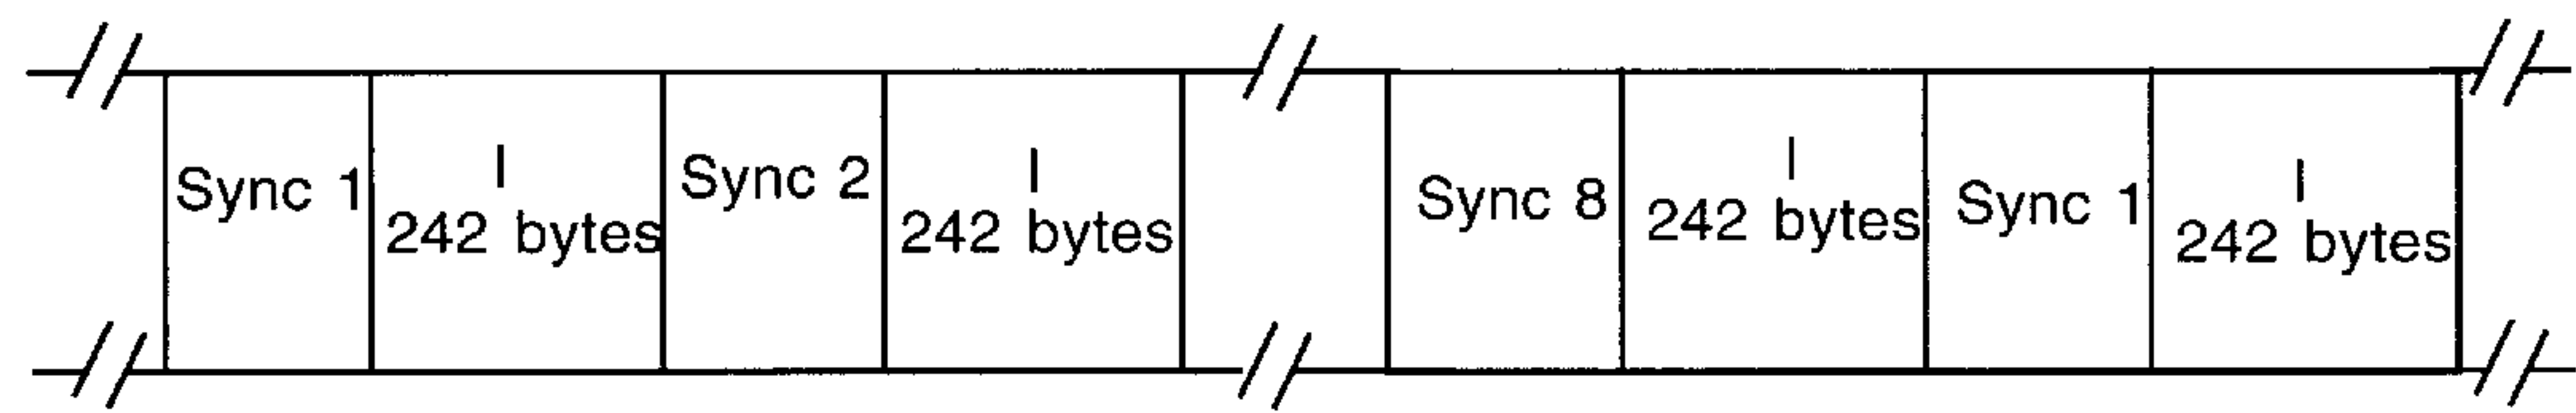 Sync 1
I
242 bytes
Sync 2
I
242 bytes
Sync 8
I
242 bytes
Sync 1
I
242 bytes